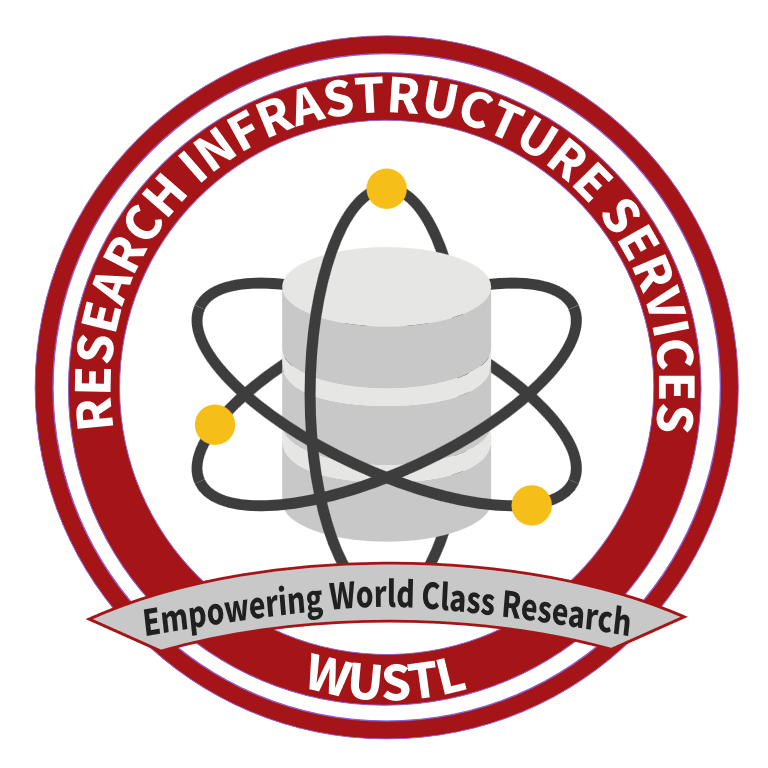 RESEARCH INFRASTRUCTURE SERVICES
Empowering World Class Research
WUSTL